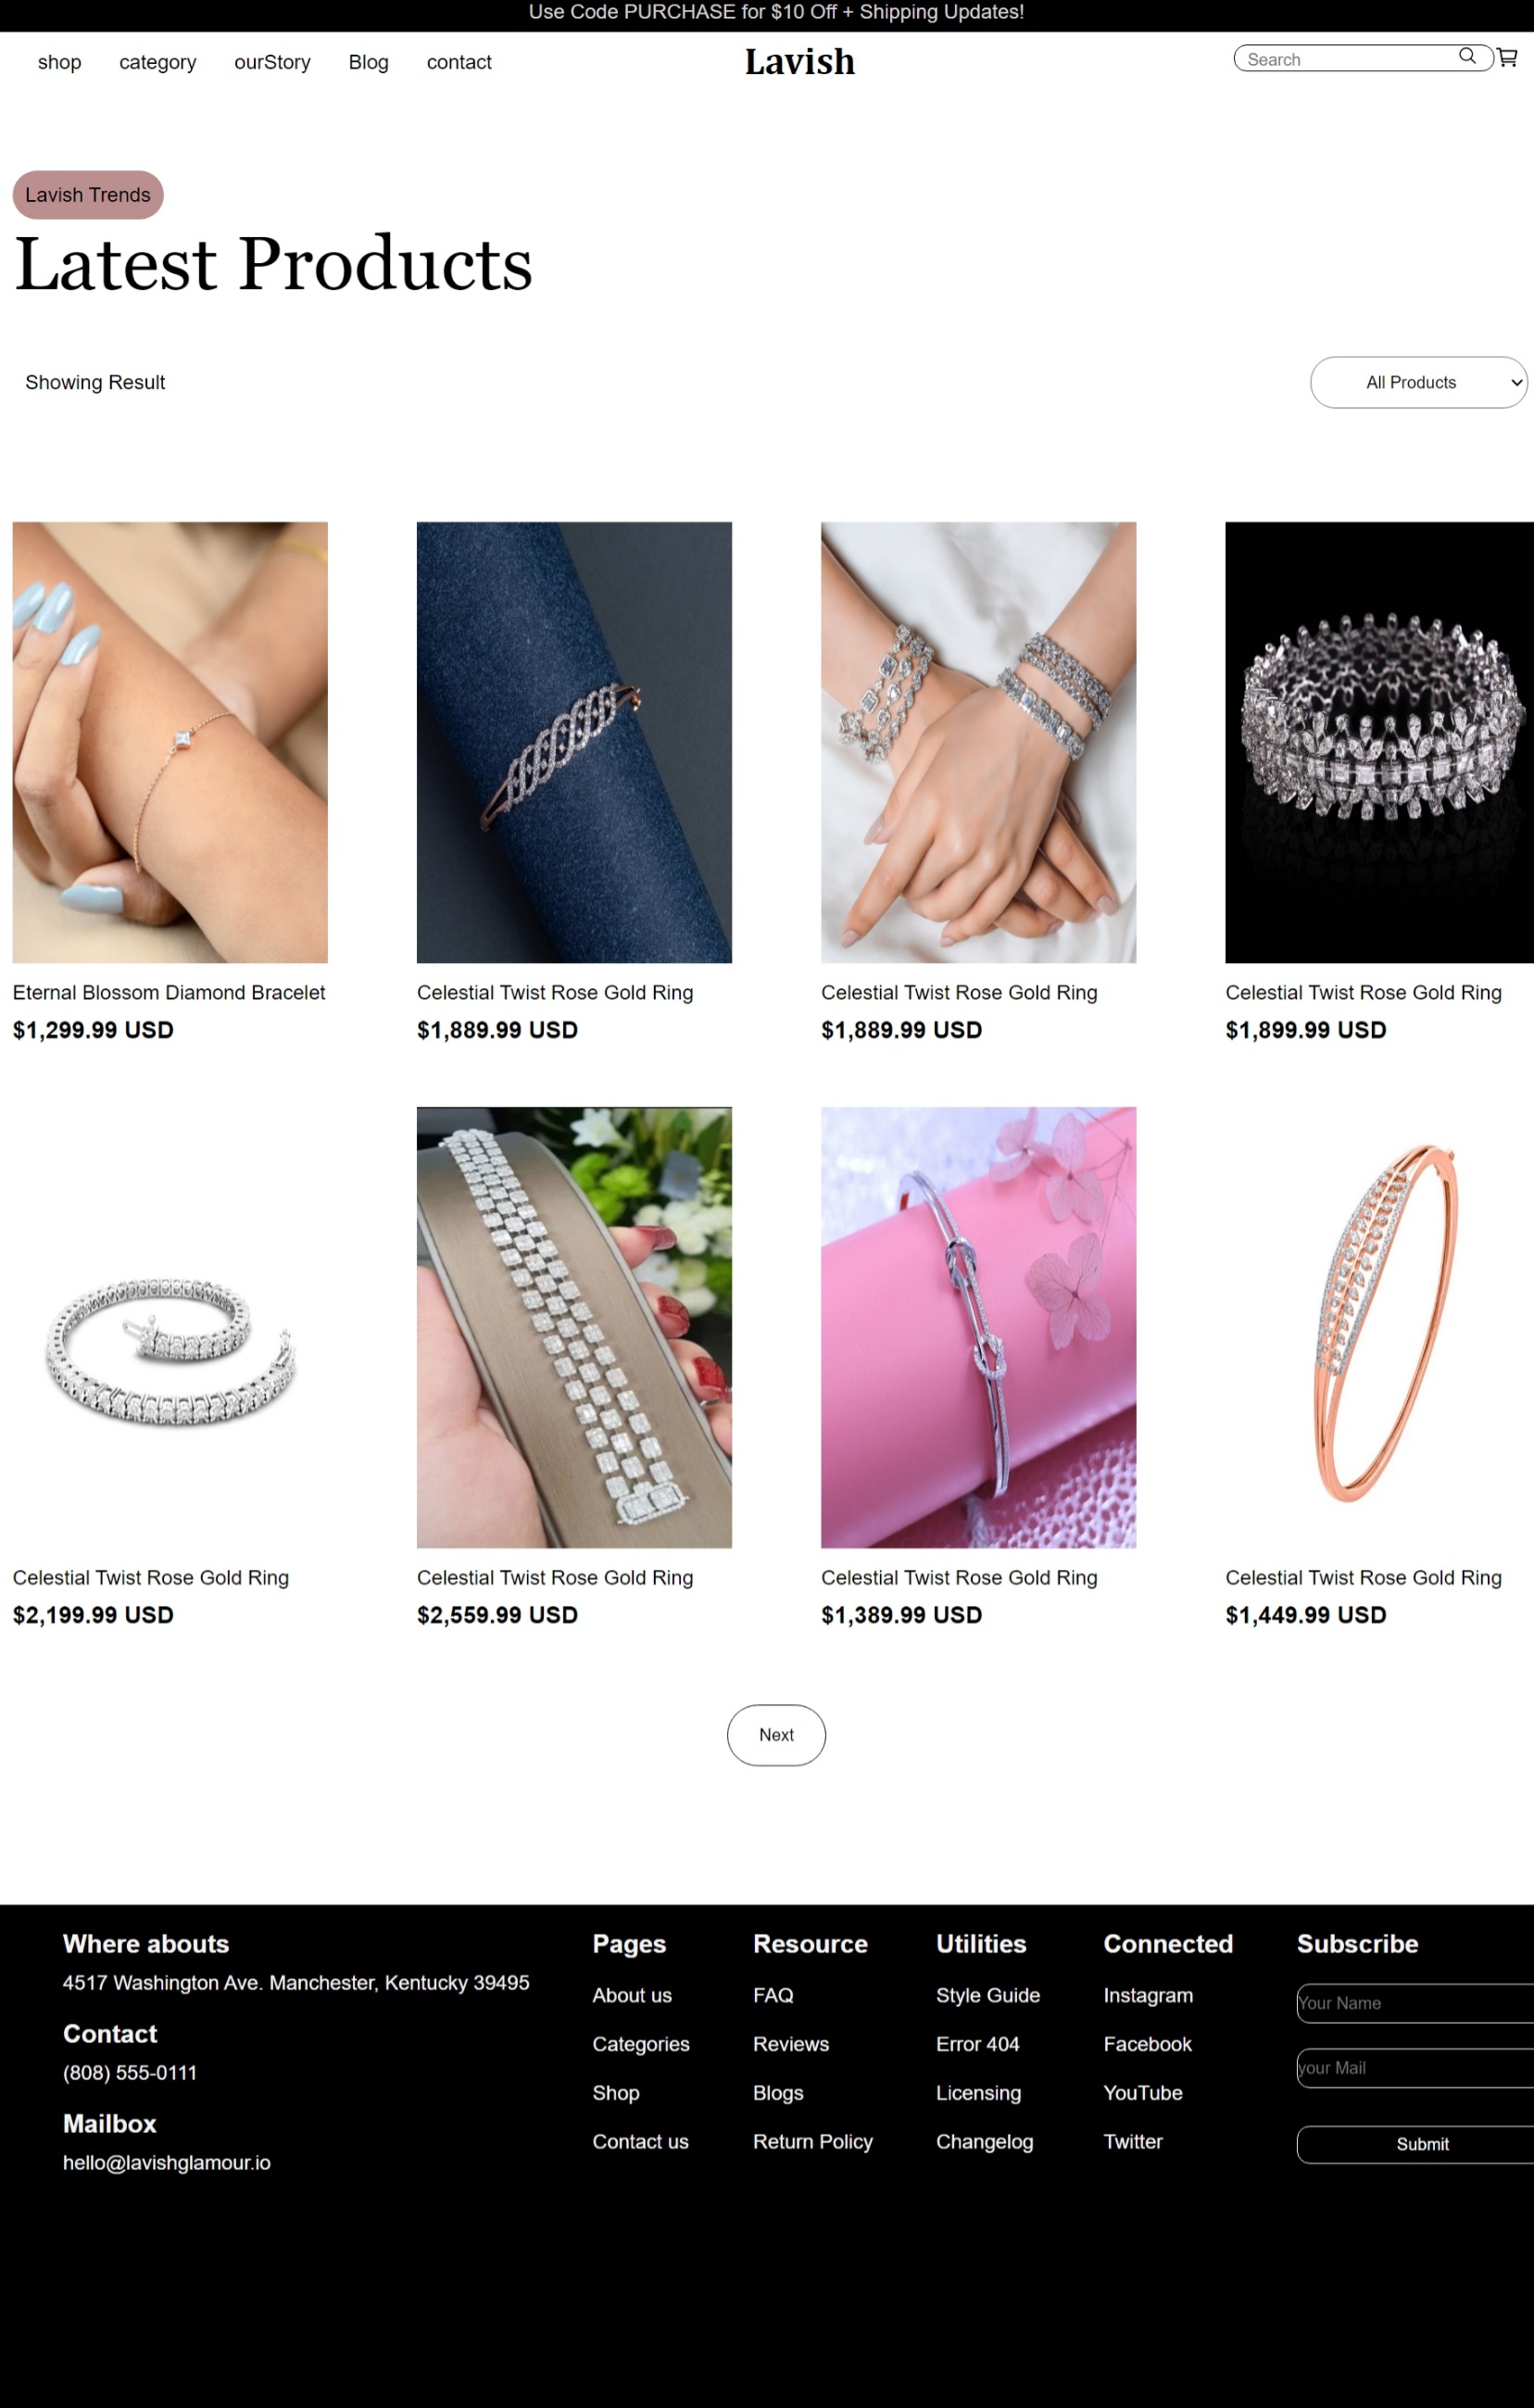 Use Code PURCHASE for $10 Off + Shipping Updates!
shop category ourStory Blog contact
Lavish
Search
Lavish Trends
Latest Products
Showing Result
All Products
Eternal Blossom Diamond Bracelet
$1,299.99 USD
Celestial Twist Rose Gold Ring
$1,889.99 USD
Celestial Twist Rose Gold Ring
$1,889.99 USD
Celestial Twist Rose Gold Ring
$1,899.99 USD
Celestial Twist Rose Gold Ring
$2,199.99 USD
Celestial Twist Rose Gold Ring
$2,559.99 USD
Celestial Twist Rose Gold Ring
$1,389.99 USD
Celestial Twist Rose Gold Ring
$1,449.99 USD
Next
Where abouts
4517 Washington Ave. Manchester, Kentucky 39495
Contact
(808) 555-0111
Mailbox
hello@lavishglamour.io
Pages
About us
Categories
Shop
Contact us
Resource
FAQ
Reviews
Blogs
Return Policy
Utilities
Style Guide
Error 404
Licensing
Changelog
Connected
Instagram
Facebook
YouTube
Twitter
Subscribe
Your Name
your Mail
Submit